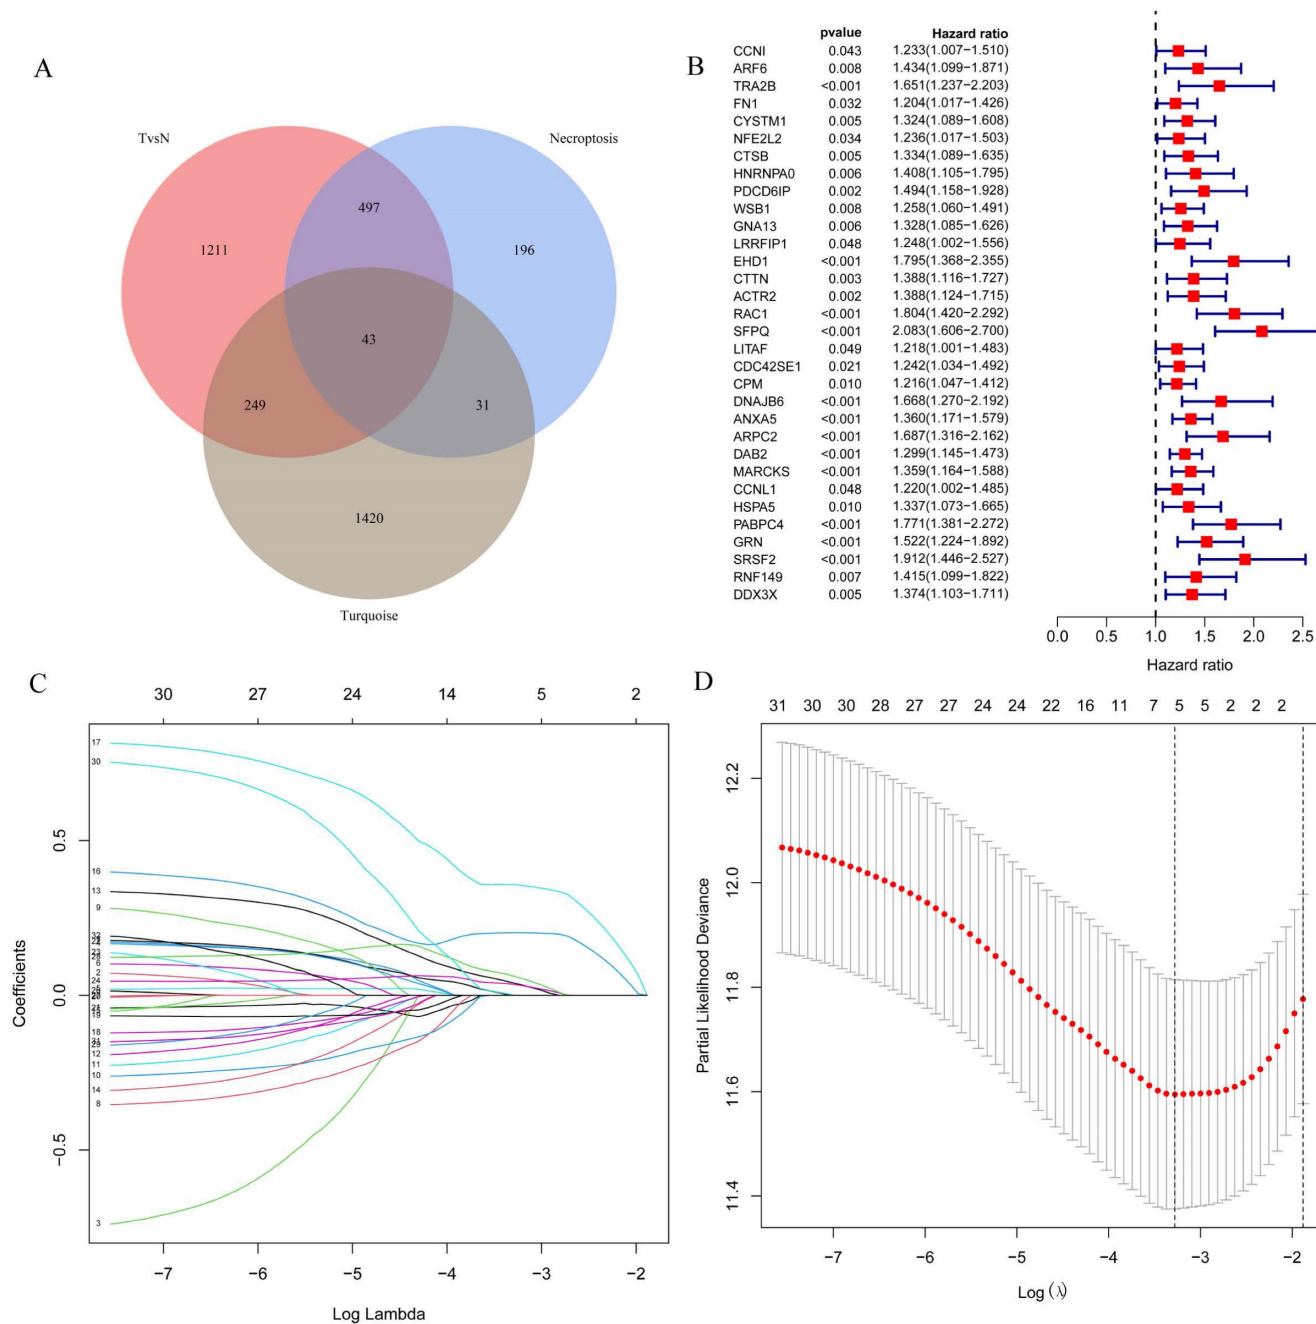 A
TvsN
Necroptosis
497
1211
196
43
249
31
1420
Turquoise
B
pvalue Hazard ratio
CCNI 0.043 1.233(1.007−1.510)
ARF6 0.008 1.434(1.099−1.871)
TRA2B <0.001 1.651(1.237−2.203)
FN1 0.032 1.204(1.017−1.426)
CYSTM1 0.005 1.324(1.089−1.608)
NFE2L2 0.034 1.236(1.017−1.503)
CTSB 0.005 1.334(1.089−1.635)
HNRNPA0 0.006 1.408(1.105−1.795)
PDCD6IP 0.002 1.494(1.158−1.928)
WSB1 0.008 1.258(1.060−1.491)
GNA13 0.006 1.328(1.085−1.626)
LRRFIP1 0.048 1.248(1.002−1.556)
EHD1 <0.001 1.795(1.368−2.355)
CTTN 0.003 1.388(1.116−1.727)
ACTR2 0.002 1.388(1.124−1.715)
RAC1 <0.001 1.804(1.420−2.292)
SFPQ <0.001 2.083(1.606−2.700)
LITAF 0.049 1.218(1.001−1.483)
CDC42SE1 0.021 1.242(1.034−1.492)
CPM 0.010 1.216(1.047−1.412)
DNAJB6 <0.001 1.668(1.270−2.192)
ANXA5 <0.001 1.360(1.171−1.579)
ARPC2 <0.001 1.687(1.316−2.162)
DAB2 <0.001 1.299(1.145−1.473)
MARCKS <0.001 1.359(1.164−1.588)
CCNL1 0.048 1.220(1.002−1.485)
HSPA5 0.010 1.337(1.073−1.665)
PABPC4 <0.001 1.771(1.381−2.272)
GRN <0.001 1.522(1.224−1.892)
SRSF2 <0.001 1.912(1.446−2.527)
RNF149 0.007 1.415(1.099−1.822)
DDX3X 0.005 1.374(1.103−1.711)
0.0 0.5 1.0 1.5 2.0 2.5
Hazard ratio
C
30 27 24 14 5 2
0.5
0.0
−0.5
Coefficients
17
30
16
13
9
6
2
24
18
12
11
10
14
8
3
−7 −6 −5 −4 −3 −2
Log Lambda
D
31 30 30 28 27 27 24 24 22 16 11 7 5 5 2 2 2
12.2
12.0
11.8
11.6
11.4
Partial Likelihood Deviance
−7 −6 −5 −4 −3 −2
Log (λ)